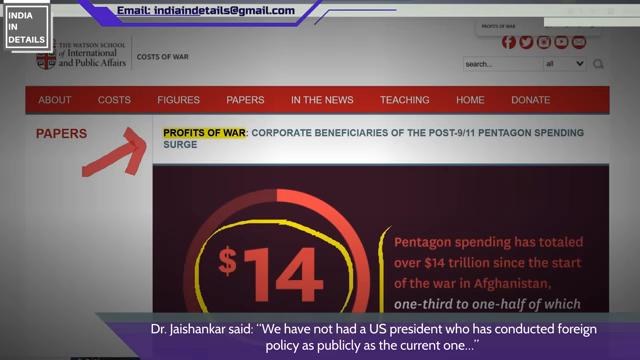 INDIA
IN
DETAILS
Email: indiaindetails@gmail.com
PROFITS OF WAR
THE WATSON SCHOOL
of International
and Public Affairs
COSTS OF WAR
search...
all
ABOUT COSTS FIGURES PAPERS IN THE NEWS TEACHING HOME DONATE
PAPERS
PROFITS OF WAR: CORPORATE BENEFICIARIES OF THE POST-9/11 PENTAGON SPENDING
SURGE
$14
Pentagon spending has totaled
over $14 trillion since the start
of the war in Afghanistan,
one-third to one-half of which
Dr. Jaishankar said: “We have not had a US president who has conducted foreign
policy as publicly as the current one...”